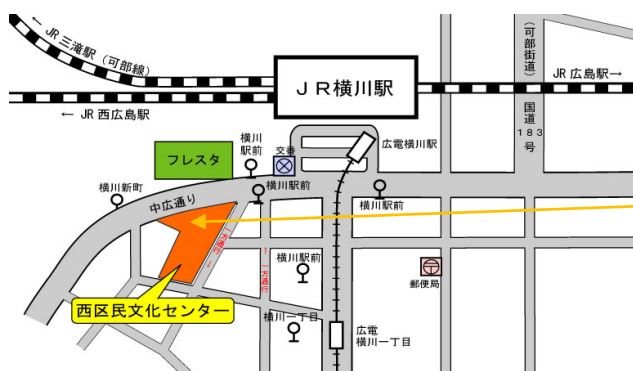 ← JR 三滝駅 (可部線)
← JR 西広島駅
JR横川駅
JR 広島駅→
(可部街道)
国道183号
広電横川駅
横川
駅前
交番
フレスタ
横川新町
中広通り
横川駅前
横川駅前
一方通行
一方通行
横川駅前
郵便局
西区民文化センター
横川一丁目
広電
横川一丁目